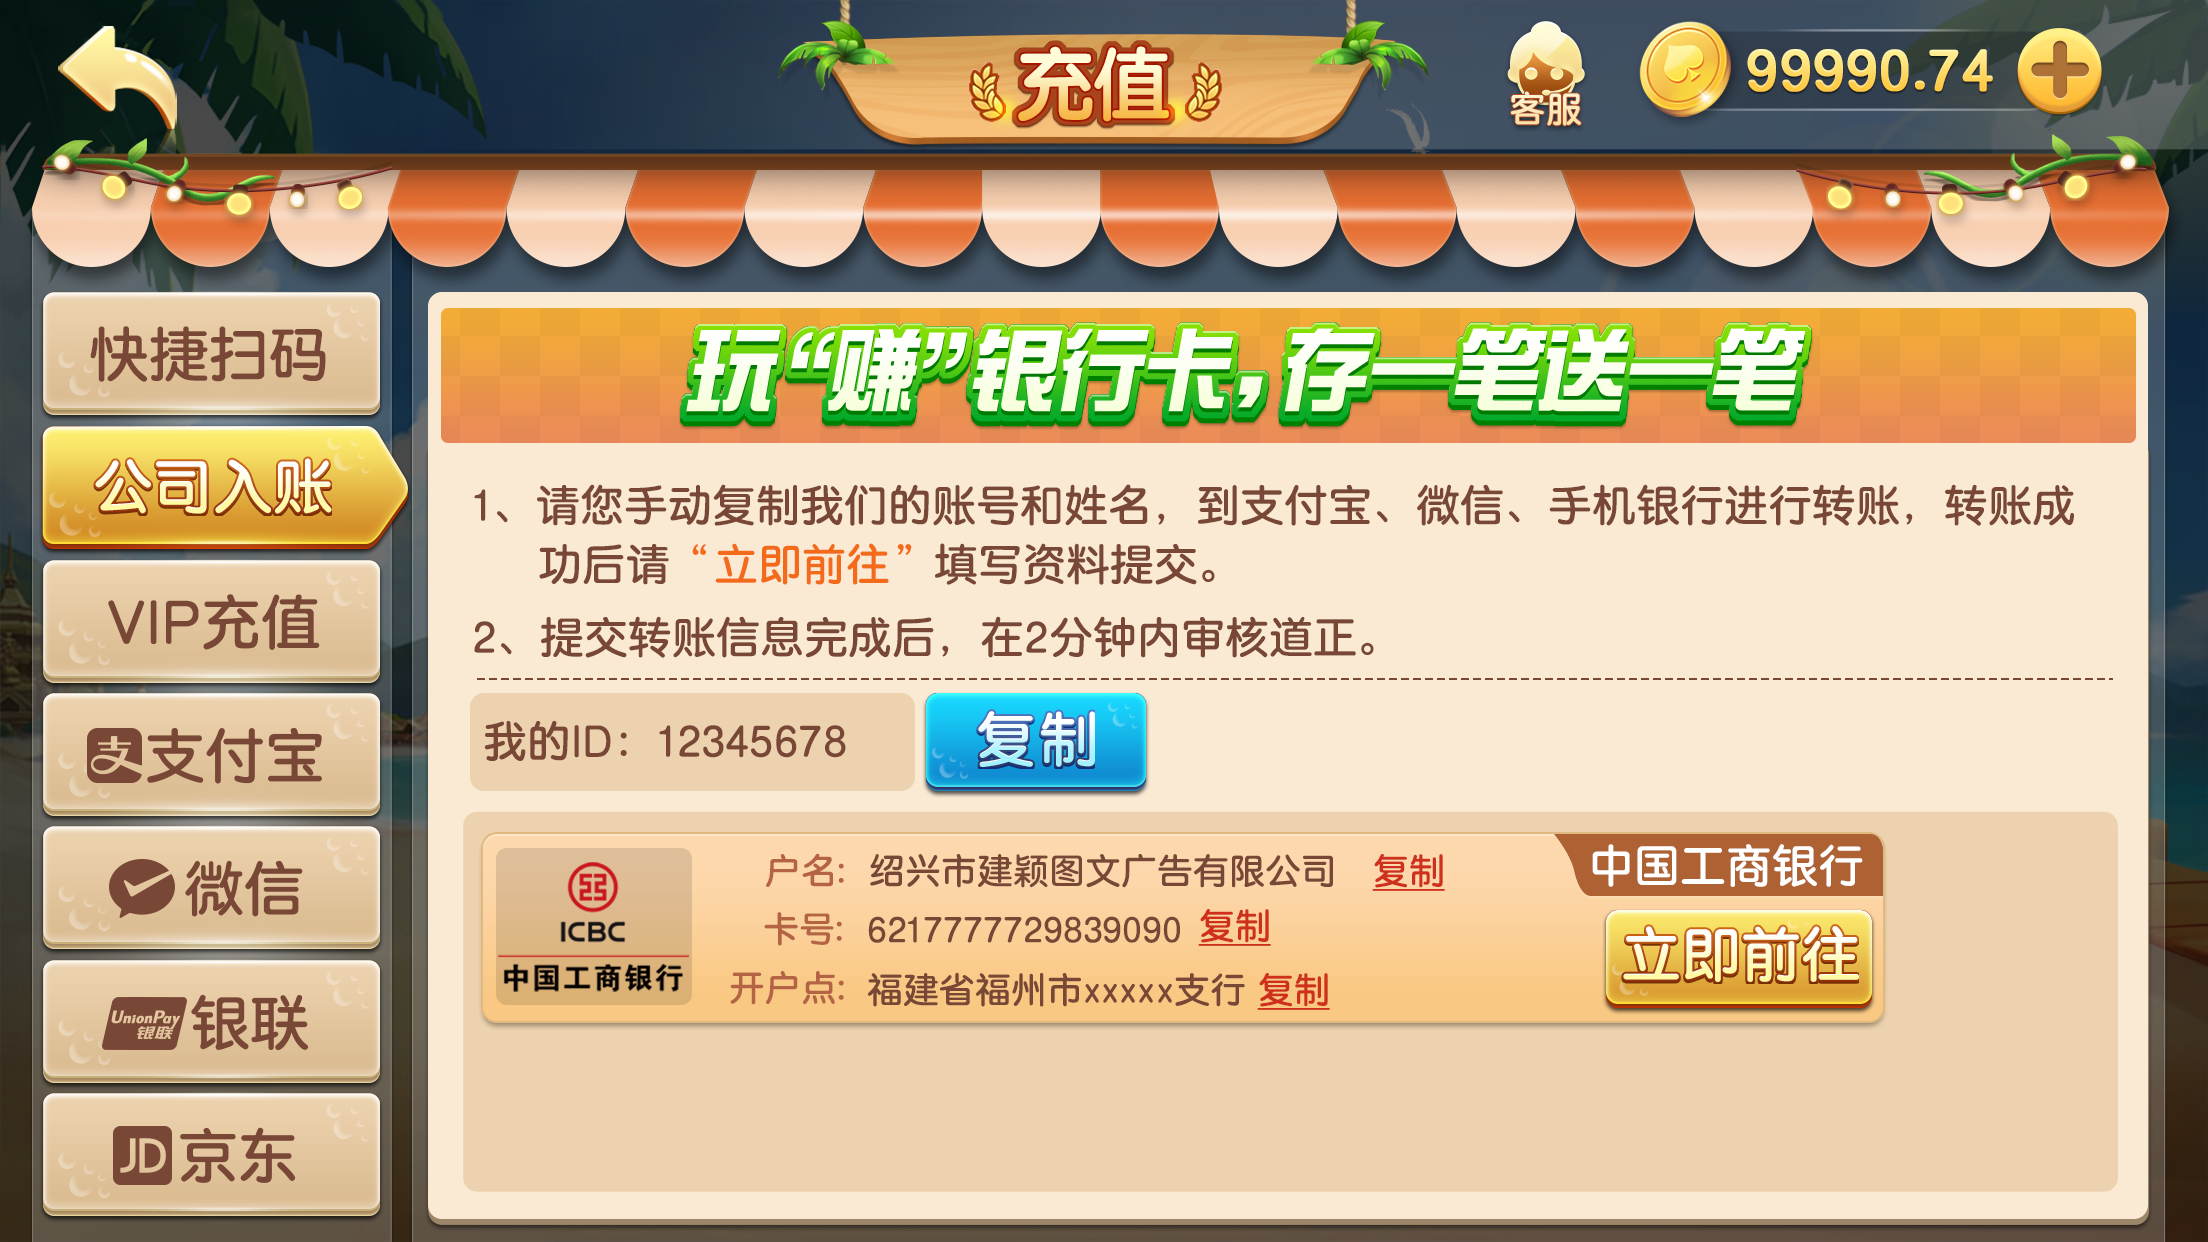 充值
客服
99990.74
快捷扫码
公司入账
VIP充值
支 支付宝
微信
UnionPay
银联
银联
JD 京东
玩“赚”银行卡,存一笔送一笔
1、请您手动复制我们的账号和姓名，到支付宝、微信、手机银行进行转账，转账成
功后请“立即前往”填写资料提交。
2、提交转账信息完成后，在2分钟内审核道正。
我的ID：12345678 复制
ICBC
中国工商银行
户名: 绍兴市建颖图文广告有限公司 复制
卡号: 6217777729839090 复制
开户点: 福建省福州市xxxxx支行 复制
中国工商银行
立即前往